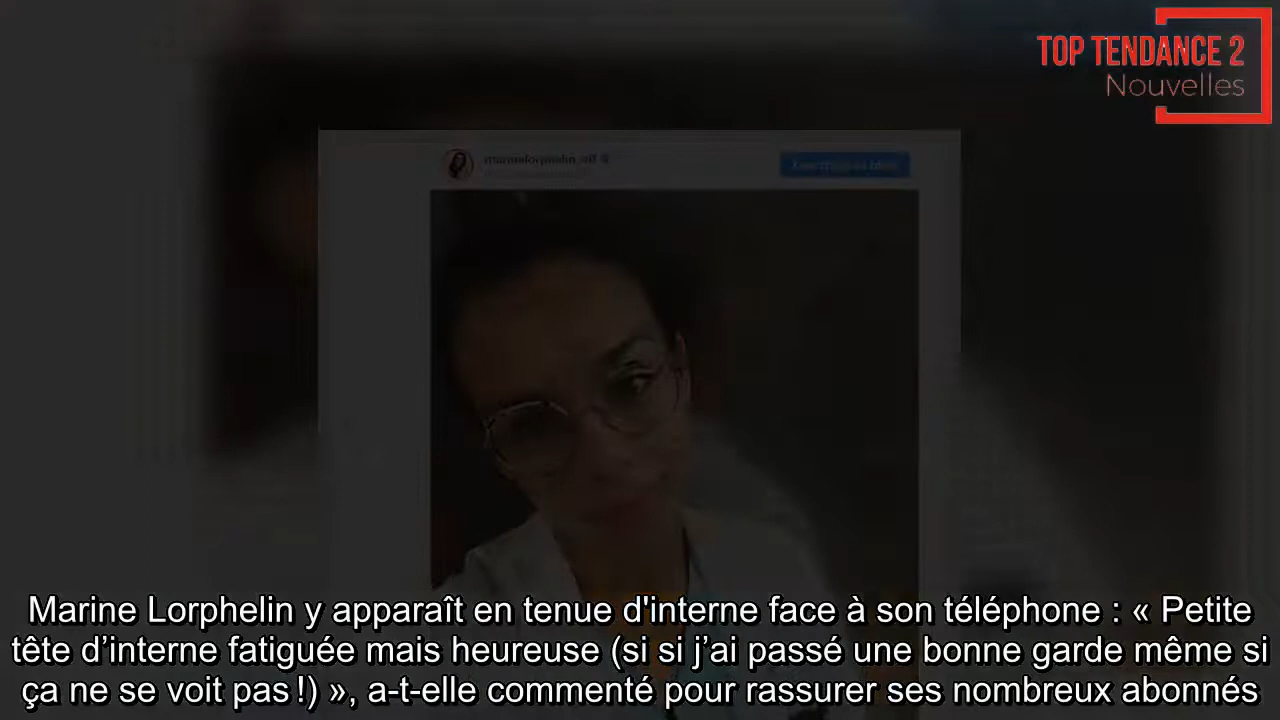 TOP TENDANCE 2
Nouvelles
Marine Lorphelin y apparaît en tenue d'interne face à son téléphone : « Petite
tête d’interne fatiguée mais heureuse (si si j’ai passé une bonne garde même si
ça ne se voit pas !) », a-t-elle commenté pour rassurer ses nombreux abonnés